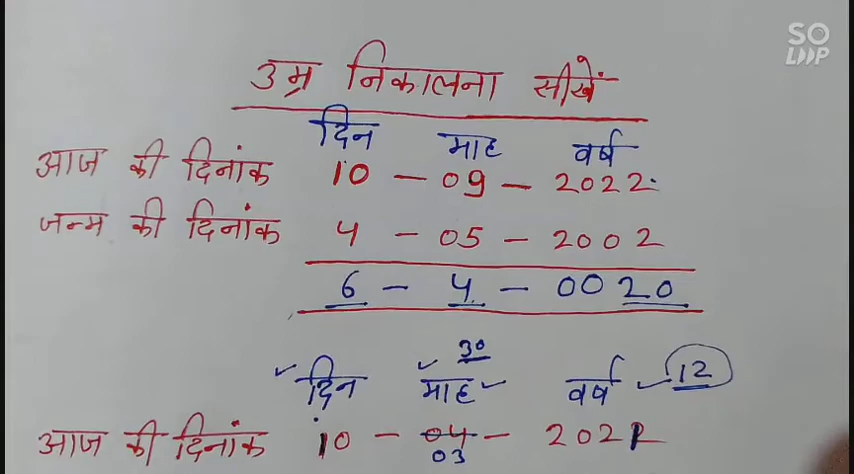 SO
LOOP
उम्र निकालना सीखें
दिन माह वर्ष
आज की दिनांक 10 - 09 - 2022
जन्म की दिनांक 4 - 05 - 2002
6 - 4 - 0020
30
दिन माह वर्ष 12
आज की दिनांक 10 - 04 -
03